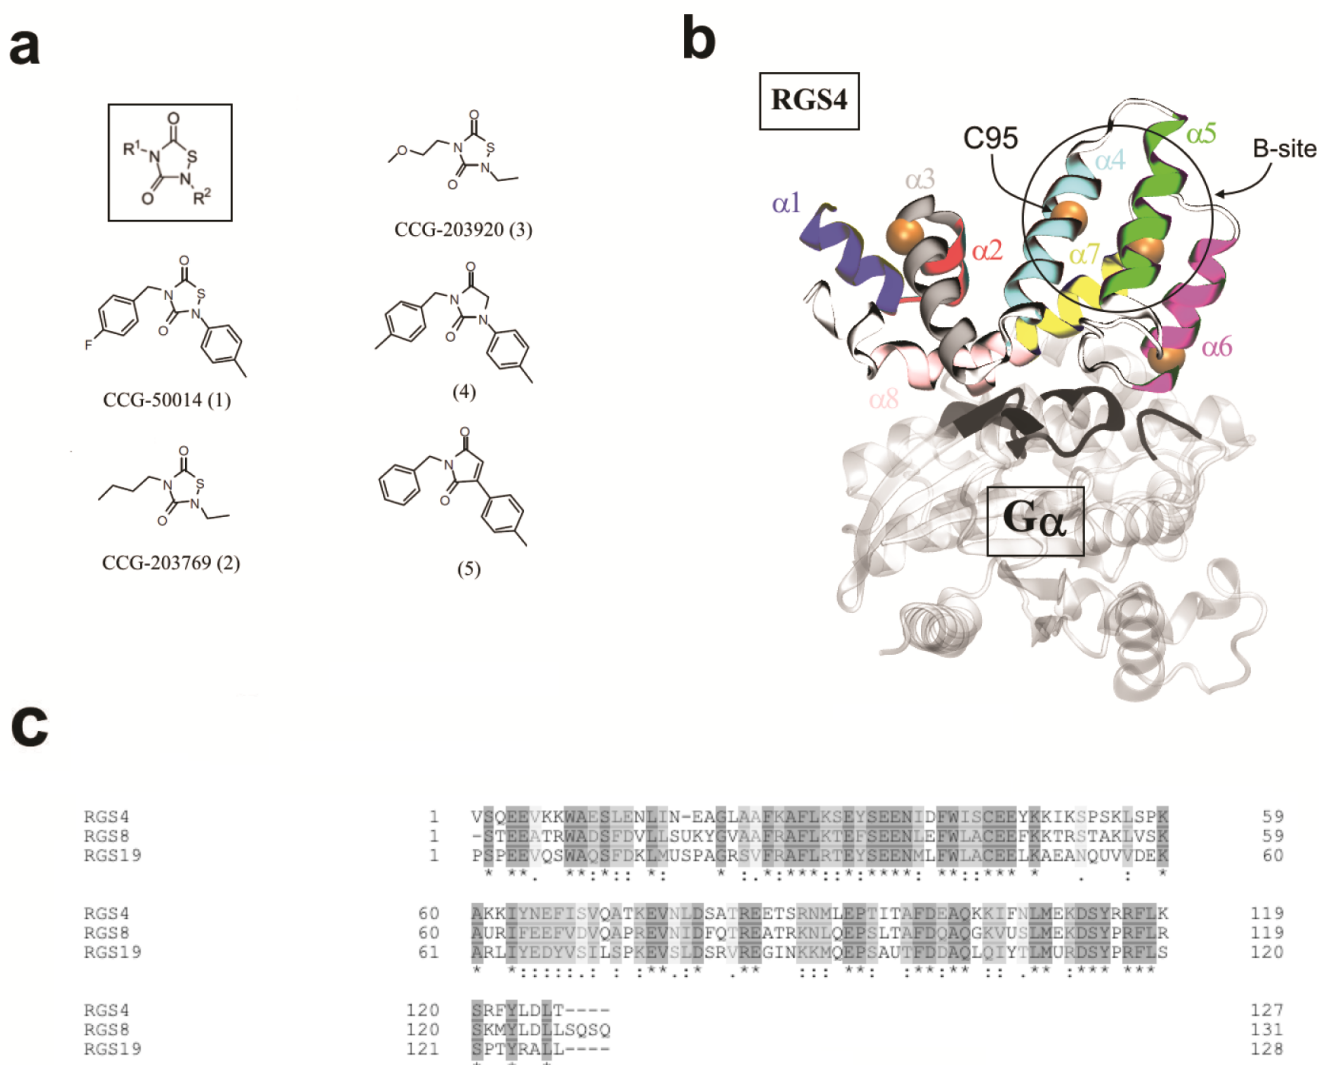 a
b
R¹
N
S
N
R²
O
O
CCG-203920 (3)
CCG-50014 (1)
F
(4)
CCG-203769 (2)
(5)
RGS4
C95
α5
α4
B-site
α3
α1
α2
α7
α6
α8
Gα
c
RGS4 1 VSQEEVKKWAESLENLIN-EAGLAAFKAFLKSEYSEENIDFWISCEEYKKIKSPSKLSPK 59
RGS8 1 -STEEATRWADSFDVLLSUKYGVAAFRAFLKTEFSEENLEFWLACEEFKKTRSTAKLVSK 59
RGS19 1 PSPEEVQSWAQSFDKLMUSPAGRSVFRAFLRTEYSEENMLFWLACEELKAEANQUVVDEK 60
RGS4 60 AKKIYNEFISVQATKEVNLDSATREETSRNMLEPTITAFDEAQKKIFNLMEKDSYRRFLK 119
RGS8 60 AURIFEEFVDVQAPREVNIDFQTREATRKNLQEPSLTAFDQAQGKVUSLMEKDSYPRFLR 119
RGS19 61 ARLIYEDYVSILSPKEVSLDSRVREGINKKMQEPSAUTFDDAQLQIYTLMURDSYPRFLS 120
RGS4 120 SRFYLDLT---- 127
RGS8 120 SKMYLDLLSQSQ 131
RGS19 121 SPTYRALL---- 128